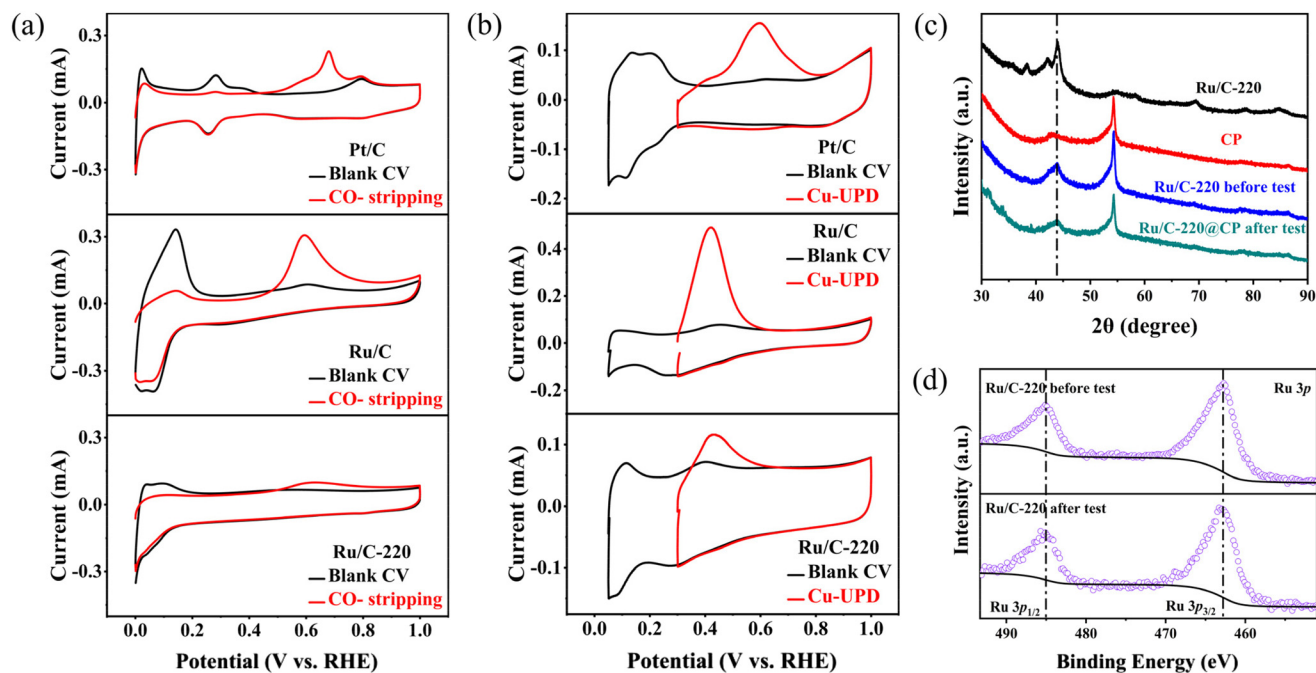 (a)
0.3
0.0
-0.3
Current (mA)
Pt/C
Blank CV
CO- stripping
0.3
0.0
-0.3
Current (mA)
Ru/C
Blank CV
CO- stripping
0.3
0.0
-0.3
Current (mA)
Ru/C-220
Blank CV
CO- stripping
0.0 0.2 0.4 0.6 0.8 1.0
Potential (V vs. RHE)
(b)
0.1
0.0
-0.1
-0.2
Current (mA)
Pt/C
Blank CV
Cu-UPD
0.4
0.2
0.0
-0.2
Current (mA)
Ru/C
Blank CV
Cu-UPD
0.1
0.0
-0.1
Current (mA)
Ru/C-220
Blank CV
Cu-UPD
0.0 0.2 0.4 0.6 0.8 1.0
Potential (V vs. RHE)
(c)
Intensity (a.u.)
Ru/C-220
CP
Ru/C-220 before test
Ru/C-220@CP after test
30 40 50 60 70 80 90
2θ (degree)
(d)
Intensity (a.u.)
Ru/C-220 before test
Ru 3p
Ru/C-220 after test
Ru 3p1/2
Ru 3p3/2
490 480 470 460
Binding Energy (eV)